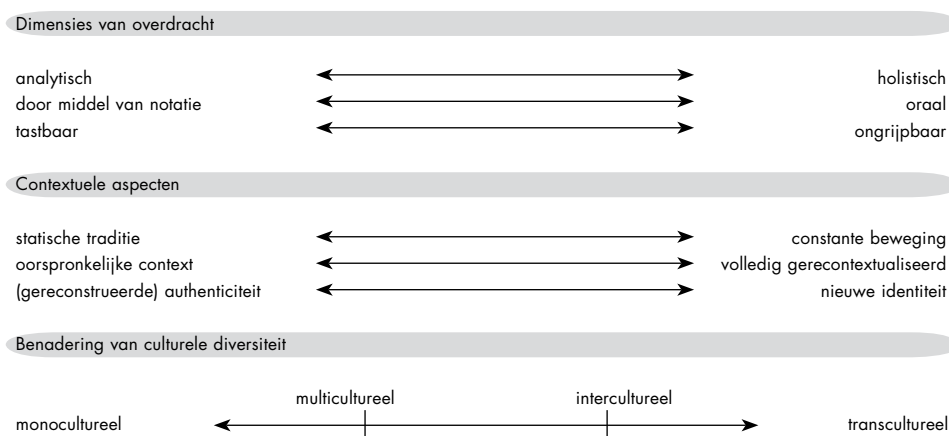 Dimensies van overdracht
analytisch holistisch
door middel van notatie oraal
tastbaar ongrijpbaar
Contextuele aspecten
statische traditie constante beweging
oorspronkelijke context volledig gerecontextualiseerd
(gereconstrueerde) authenticiteit nieuwe identiteit
Benadering van culturele diversiteit
multicultureel intercultureel
monocultureel transcultureel